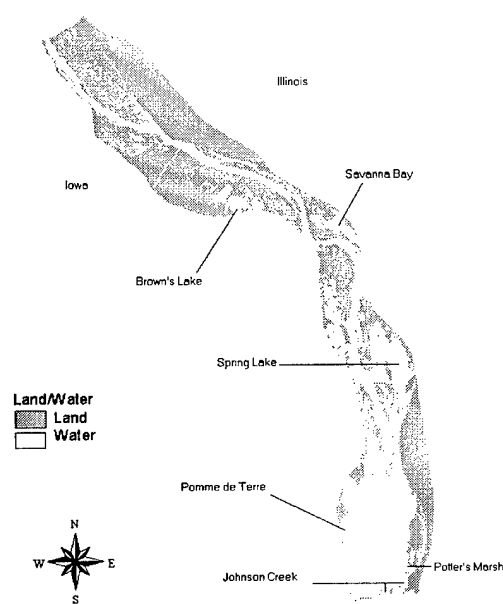 Illinois
Savanna Bay
Iowa
Brown's Lake
Spring Lake
Land/Water
Land
Water
Pomme de Terre
N
W E
S
Potter's Marsh
Johnson Creek